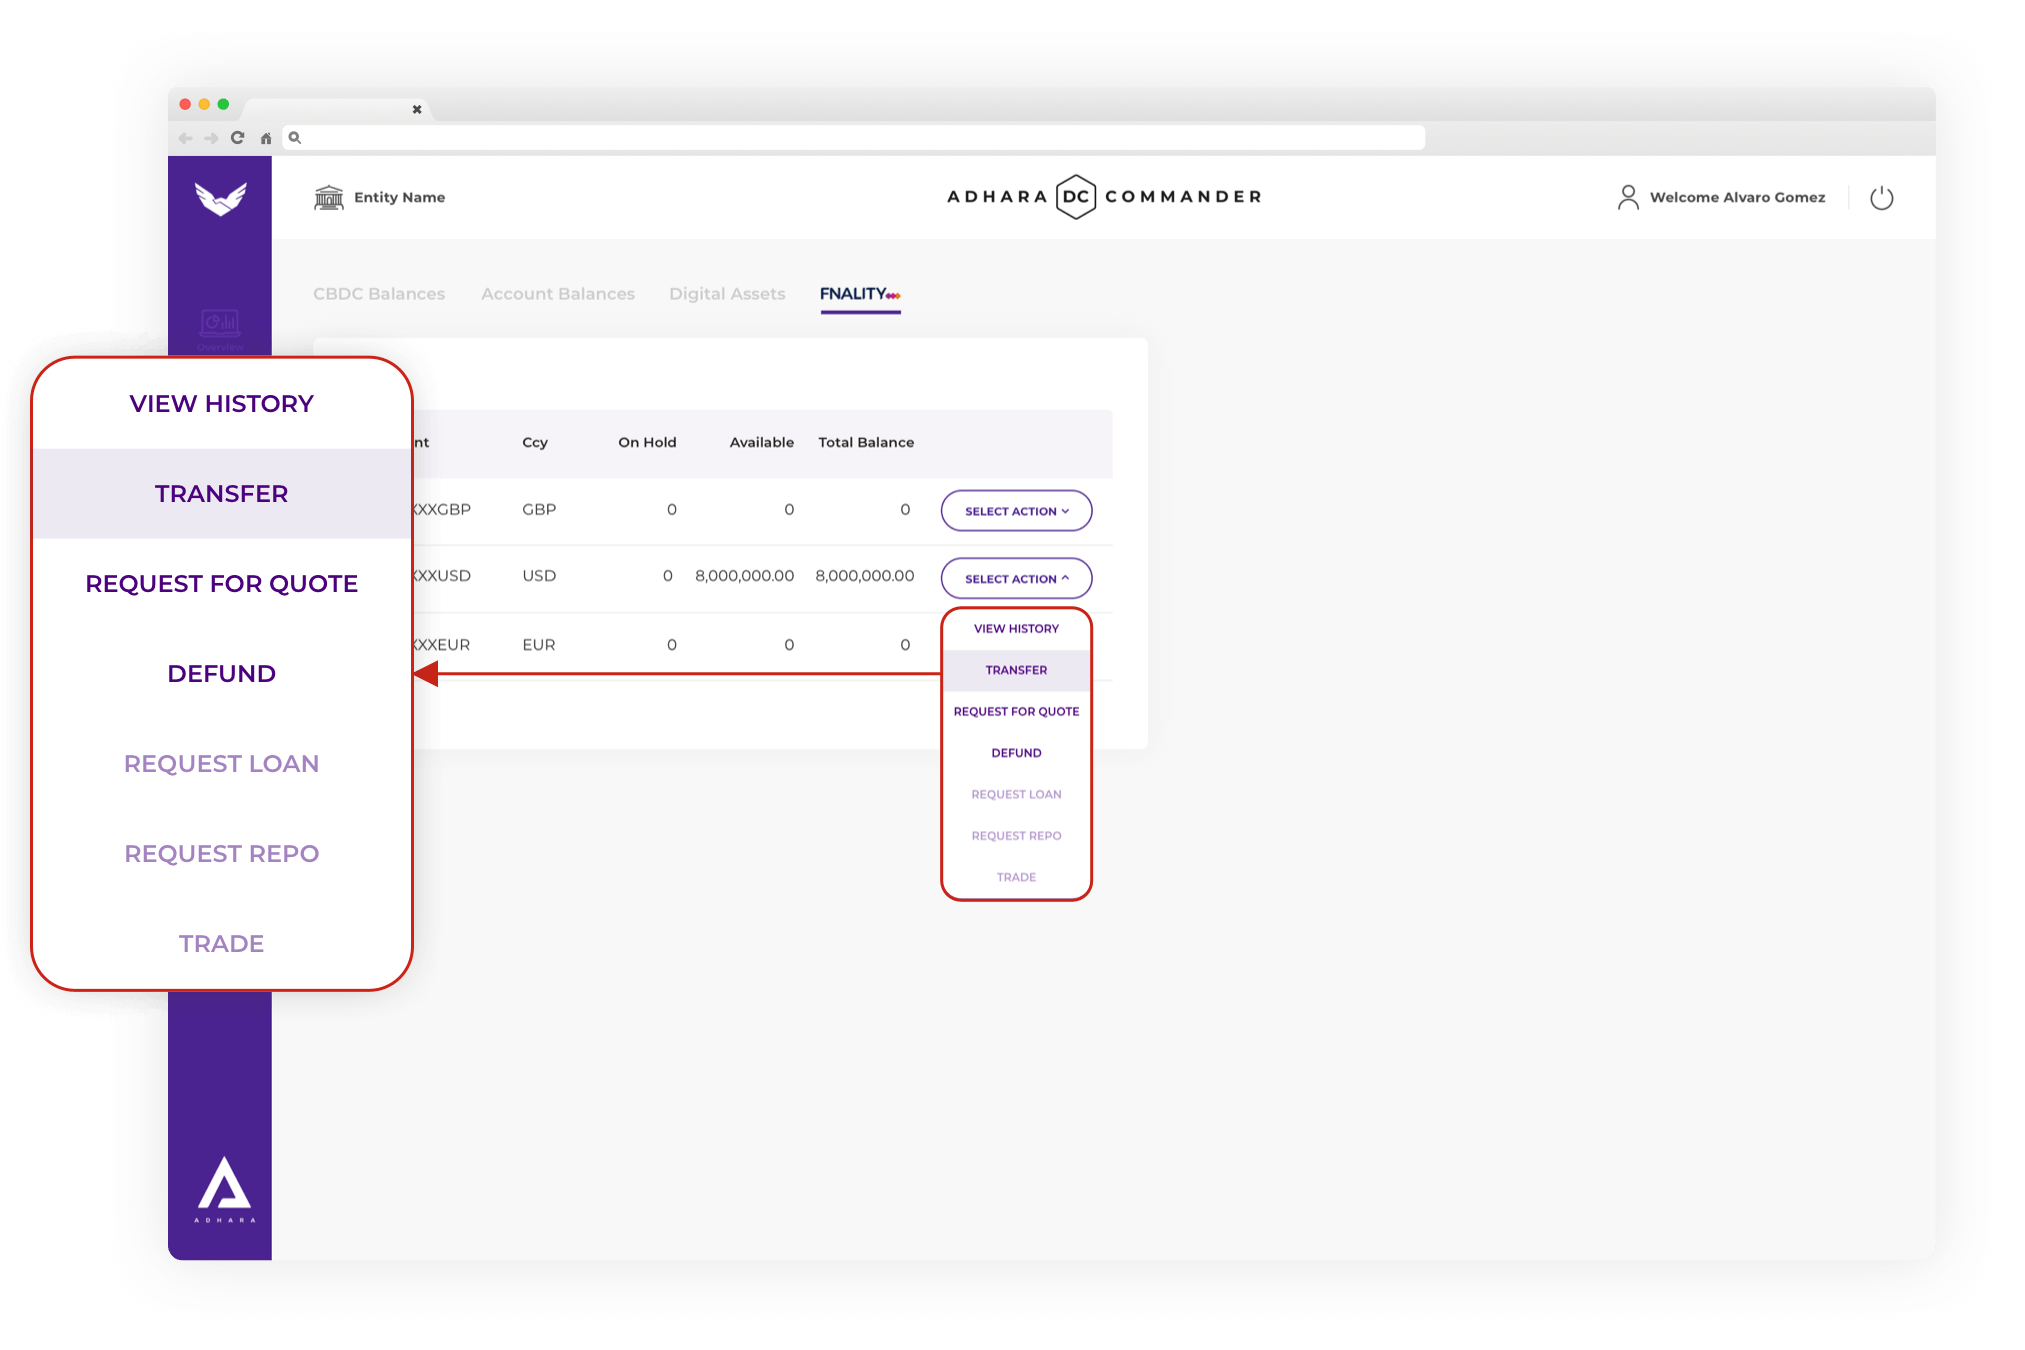 Entity Name
ADHARA DC COMMANDER
Welcome Alvaro Gomez
CBDC Balances Account Balances Digital Assets FNALITY
Overview
nt Ccy On Hold Available Total Balance
XXGBP GBP 0 0 0 SELECT ACTION
XXUSD USD 0 8,000,000.00 8,000,000.00 SELECT ACTION
XXEUR EUR 0 0 0
VIEW HISTORY
TRANSFER
REQUEST FOR QUOTE
DEFUND
REQUEST LOAN
REQUEST REPO
TRADE
VIEW HISTORY
TRANSFER
REQUEST FOR QUOTE
DEFUND
REQUEST LOAN
REQUEST REPO
TRADE
ADHARA